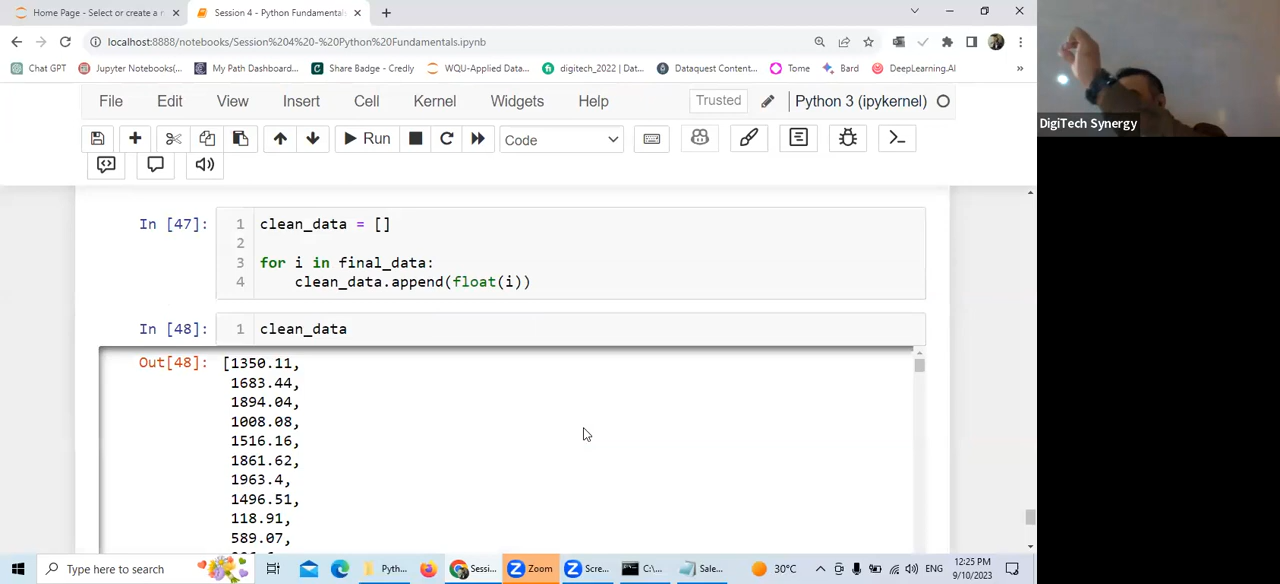 Home Page - Select or create a n
Session 4 - Python Fundamental
localhost:8888/notebooks/Session%204%20-%20Python%20Fundamentals.ipynb
Chat GPT
Jupyter Notebooks(...
My Path Dashboard...
Share Badge - Credly
WQU-Applied Data...
digitech_2022 | Dat...
Dataquest Content...
Tome
Bard
DeepLearning.AI
»
File
Edit
View
Insert
Cell
Kernel
Widgets
Help
Trusted
Python 3 (ipykernel)
Run
Code
In [47]:
1 clean_data = []
2
3 for i in final_data:
4 clean_data.append(float(i))
In [48]:
1 clean_data
Out[48]:
[1350.11,
1683.44,
1894.04,
1008.08,
1516.16,
1861.62,
1963.4,
1496.51,
118.91,
589.07,
DigiTech Synergy
Type here to search
Pyth...
Sessi...
Zoom
Scre...
C:\...
Sale...
30°C
ENG
12:25 PM
9/10/2023